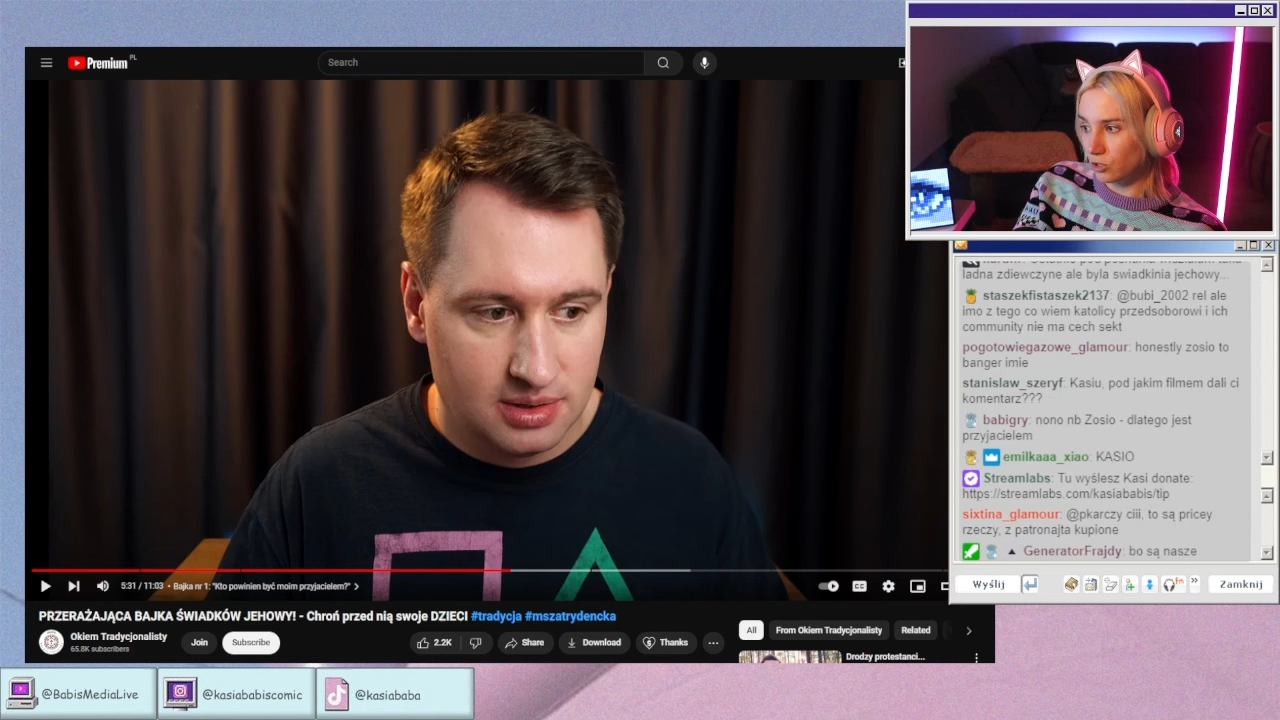 Premium PL
Search
5:31 / 11:03 • Bajka nr 1: "Kto powinien być moim przyjacielem?"
PRZERAŻAJĄCA BAJKA ŚWIADKÓW JEHOWY! - Chroń przed nią swoje DZIECI #tradycja #mszatrydencka
Okiem Tradycjonalisty
65.8K subscribers
Join
Subscribe
2.2K
Share
Download
Thanks
All
From Okiem Tradycjonalisty
Related
Drodzy protestanci...
ładna zdiewczyne ale byla swiadkinia jechowy...
staszekfistaszek2137: @bubi_2002 rel ale
imo z tego co wiem katolicy przedsoborowi i ich
community nie ma cech sekt
pogotowiegazowe_glamour: honestly zosio to
banger imie
stanislaw_szeryf: Kasiu, pod jakim filmem dali ci
komentarz???
babigry: nono nb Zosio - dlatego jest
przyjacielem
emilkaaa_xiao: KASIO
Streamlabs: Tu wyślesz Kasi donate:
https://streamlabs.com/kasiababis/tip
sixtina_glamour: @pkarczy ciii, to są pricey
rzeczy, z patronajta kupione
GeneratorFrajdy: bo są nasze
Wyślij
fn
Zamknij
@BabisMediaLive
@kasiababiscomic
@kasiababa